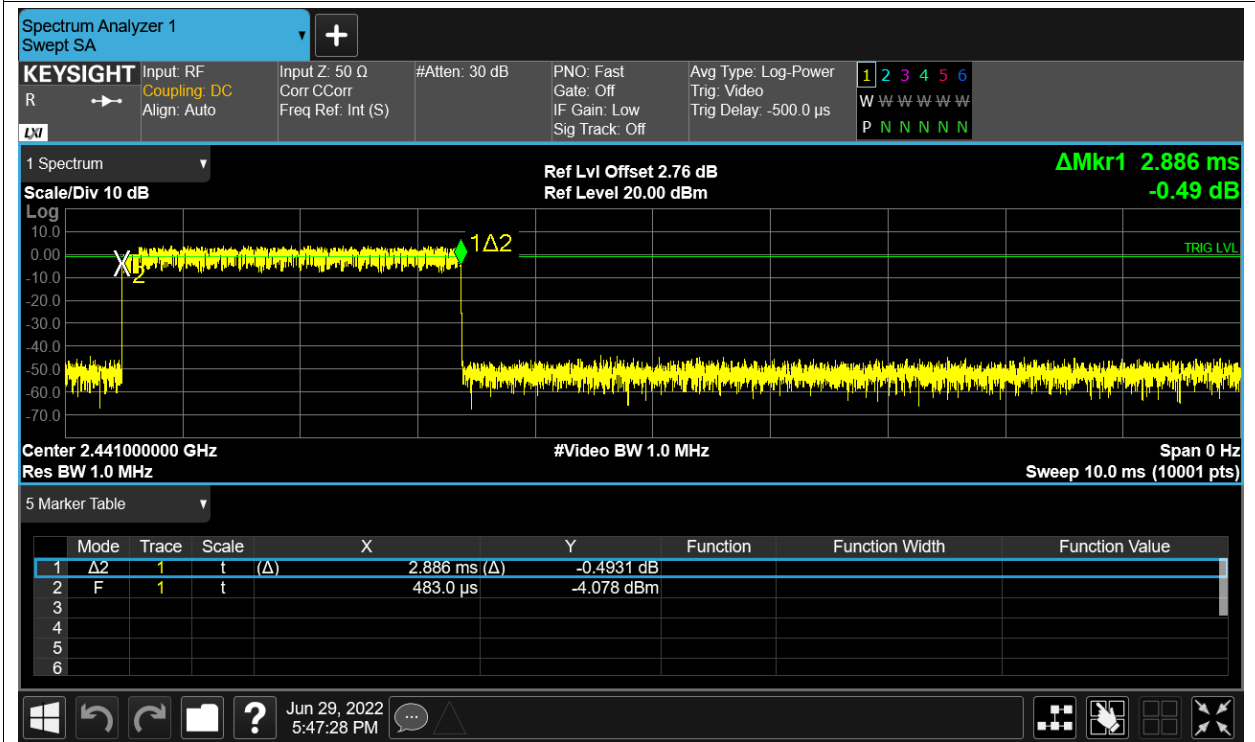 Spectrum Analyzer 1
Swept SA
KEYSIGHT
R
LXI
Input: RF
Coupling: DC
Align: Auto
Input Z: 50 Ω
Corr CCorr
Freq Ref: Int (S)
#Atten: 30 dB
PNO: Fast
Gate: Off
IF Gain: Low
Sig Track: Off
Avg Type: Log-Power
Trig: Video
Trig Delay: -500.0 µs
1 2 3 4 5 6
W W W W W W
P N N N N N
1 Spectrum
Scale/Div 10 dB
Ref Lvl Offset 2.76 dB
Ref Level 20.00 dBm
ΔMkr1 2.886 ms
-0.49 dB
Log
10.0
0.00
-10.0
-20.0
-30.0
-40.0
-50.0
-60.0
-70.0
1Δ2
2
TRIG LVL
Center 2.441000000 GHz
#Video BW 1.0 MHz
Span 0 Hz
Res BW 1.0 MHz
Sweep 10.0 ms (10001 pts)
5 Marker Table
Mode Trace Scale X Y Function Function Width Function Value
1 Δ2 1 t (Δ) 2.886 ms (Δ) -0.4931 dB
2 F 1 t 483.0 µs -4.078 dBm
3
4
5
6
?
Jun 29, 2022
5:47:28 PM